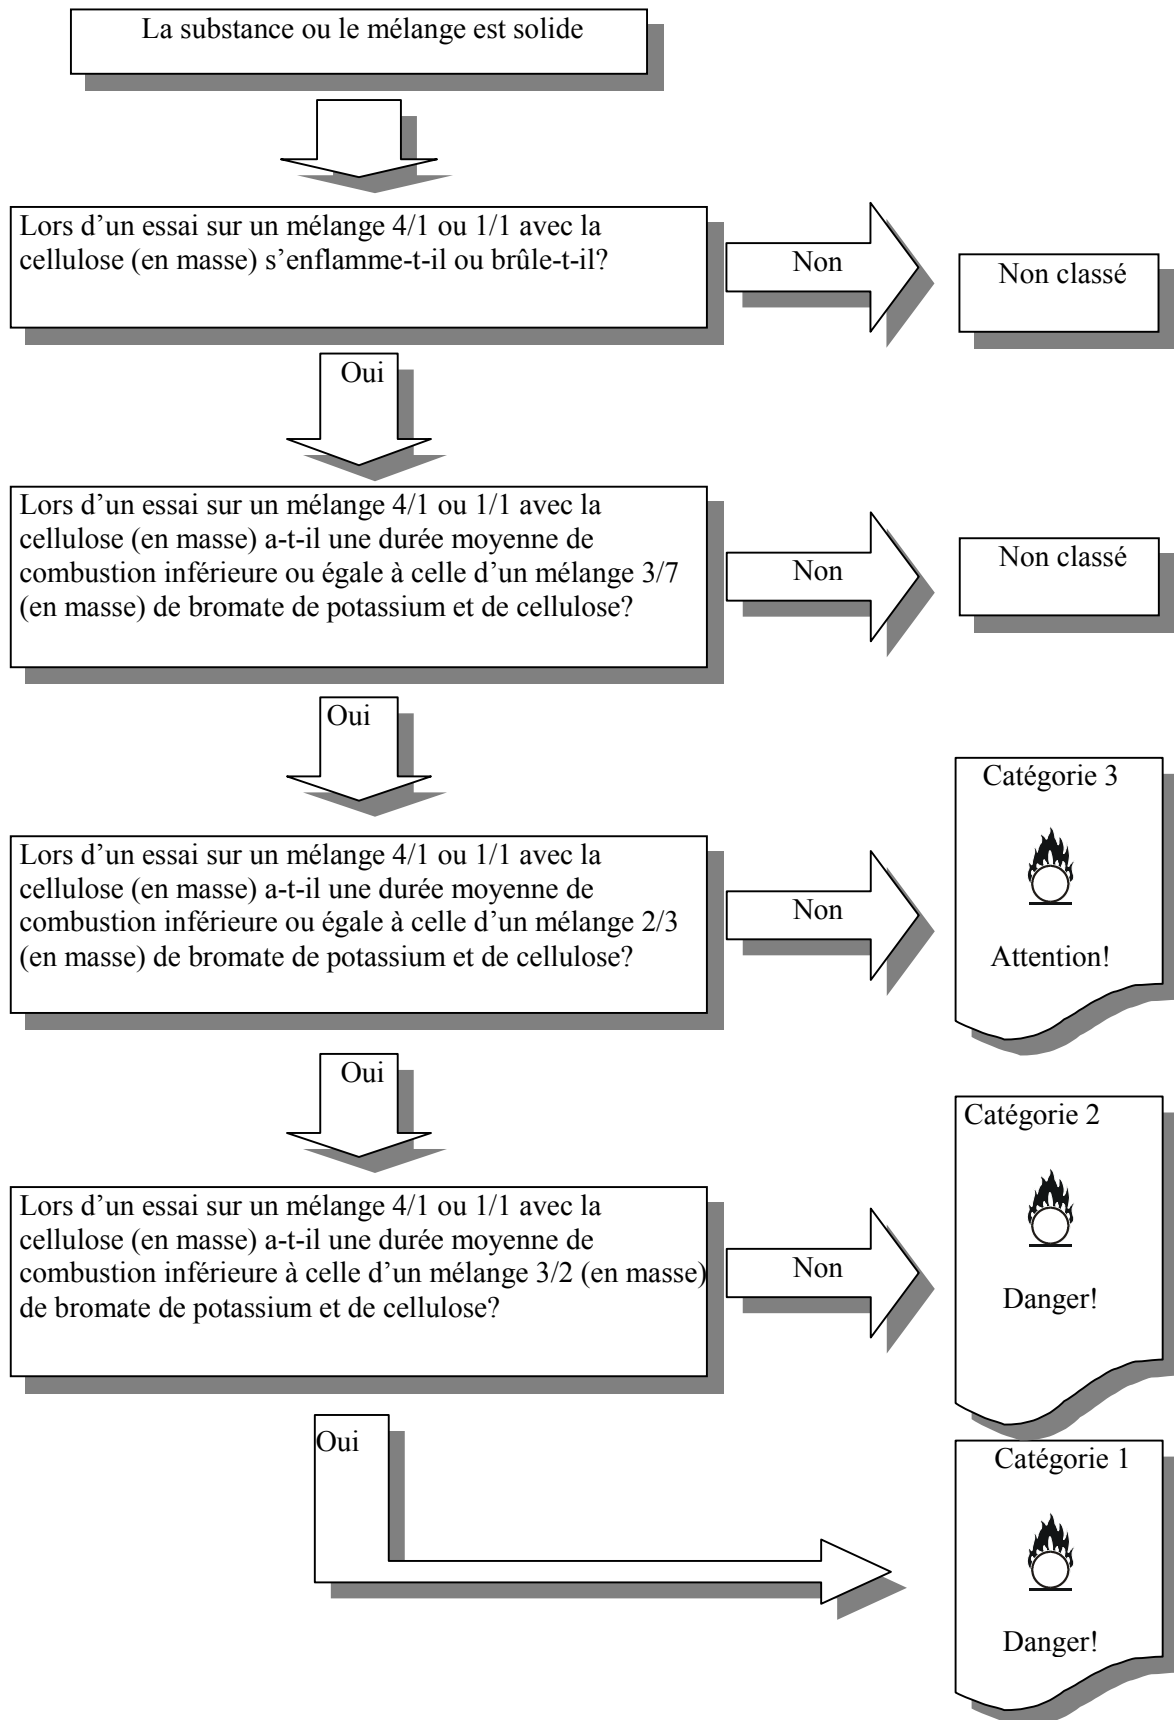 La substance ou le mélange est solide
Lors d’un essai sur un mélange 4/1 ou 1/1 avec la
cellulose (en masse) s’enflamme-t-il ou brûle-t-il?
Non
Non classé
Oui
Lors d’un essai sur un mélange 4/1 ou 1/1 avec la
cellulose (en masse) a-t-il une durée moyenne de
combustion inférieure ou égale à celle d’un mélange 3/7
(en masse) de bromate de potassium et de cellulose?
Non
Non classé
Oui
Lors d’un essai sur un mélange 4/1 ou 1/1 avec la
cellulose (en masse) a-t-il une durée moyenne de
combustion inférieure ou égale à celle d’un mélange 2/3
(en masse) de bromate de potassium et de cellulose?
Non
Catégorie 3
Attention!
Oui
Lors d’un essai sur un mélange 4/1 ou 1/1 avec la
cellulose (en masse) a-t-il une durée moyenne de
combustion inférieure à celle d’un mélange 3/2 (en masse)
de bromate de potassium et de cellulose?
Non
Catégorie 2
Danger!
Oui
Catégorie 1
Danger!